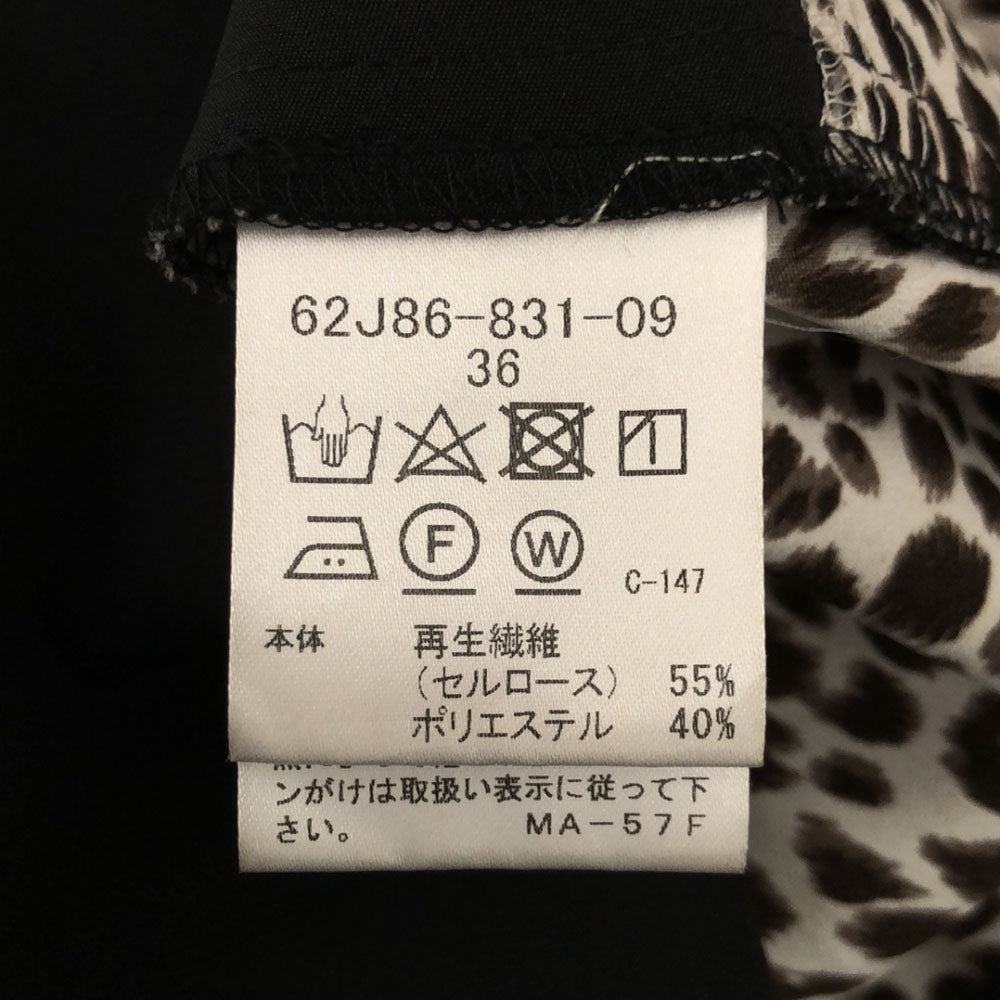 62J86-831-09
36
F W C-147
本体 再生繊維
(セルロース) 55%
ポリエステル 40%
ンがけは取扱い表示に従って下
さい。 MA-57F